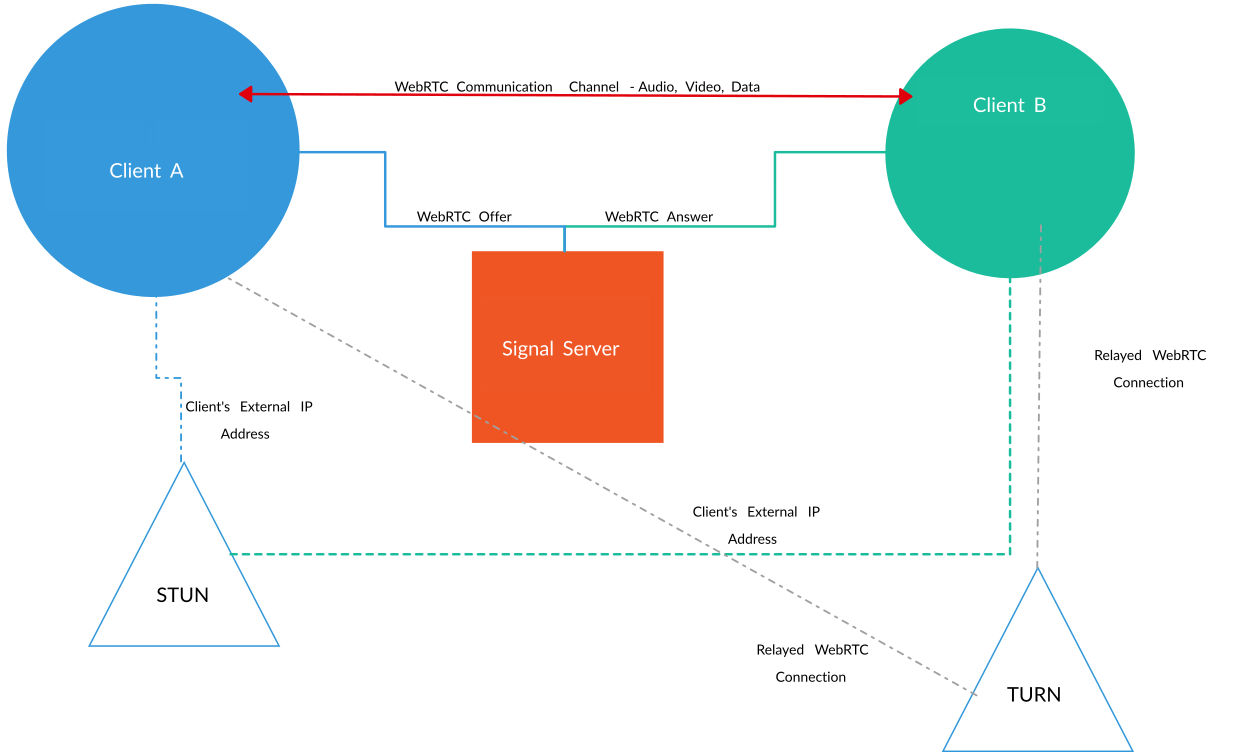 WebRTC Communication Channel - Audio, Video, Data
Client B
Client A
WebRTC Offer
WebRTC Answer
Signal Server
Relayed WebRTC
Connection
Client's External IP
Address
Client's External IP
Address
STUN
Relayed WebRTC
Connection
TURN